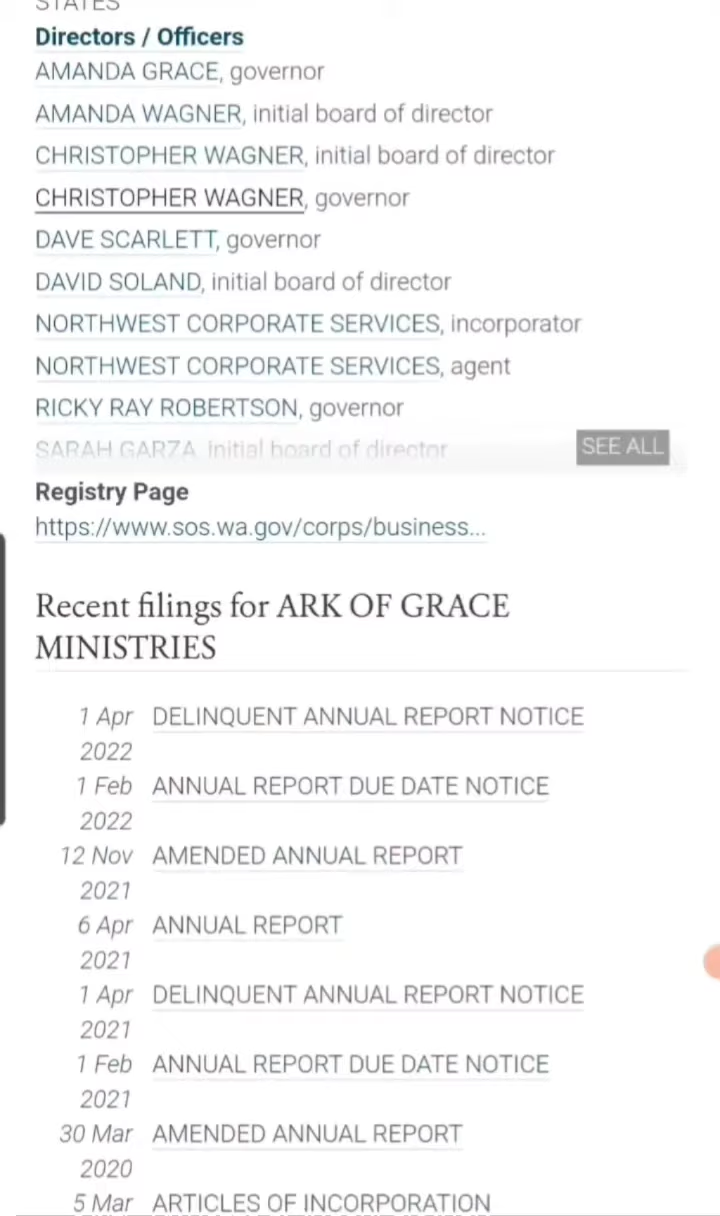 STATES
Directors / Officers
AMANDA GRACE, governor
AMANDA WAGNER, initial board of director
CHRISTOPHER WAGNER, initial board of director
CHRISTOPHER WAGNER, governor
DAVE SCARLETT, governor
DAVID SOLAND, initial board of director
NORTHWEST CORPORATE SERVICES, incorporator
NORTHWEST CORPORATE SERVICES, agent
RICKY RAY ROBERTSON, governor
SARAH GARZA, initial board of director SEE ALL
Registry Page
https://www.sos.wa.gov/corps/business...
Recent filings for ARK OF GRACE
MINISTRIES
1 Apr DELINQUENT ANNUAL REPORT NOTICE
2022
1 Feb ANNUAL REPORT DUE DATE NOTICE
2022
12 Nov AMENDED ANNUAL REPORT
2021
6 Apr ANNUAL REPORT
2021
1 Apr DELINQUENT ANNUAL REPORT NOTICE
2021
1 Feb ANNUAL REPORT DUE DATE NOTICE
2021
30 Mar AMENDED ANNUAL REPORT
2020
5 Mar ARTICLES OF INCORPORATION